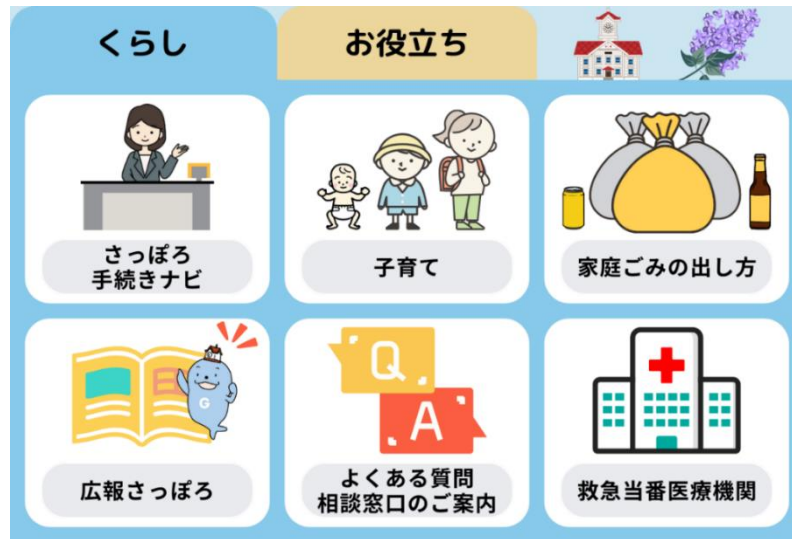 くらし
お役立ち
さっぽろ
手続きナビ
子育て
家庭ごみの出し方
G
広報さっぽろ
Q
A
よくある質問
相談窓口のご案内
救急当番医療機関